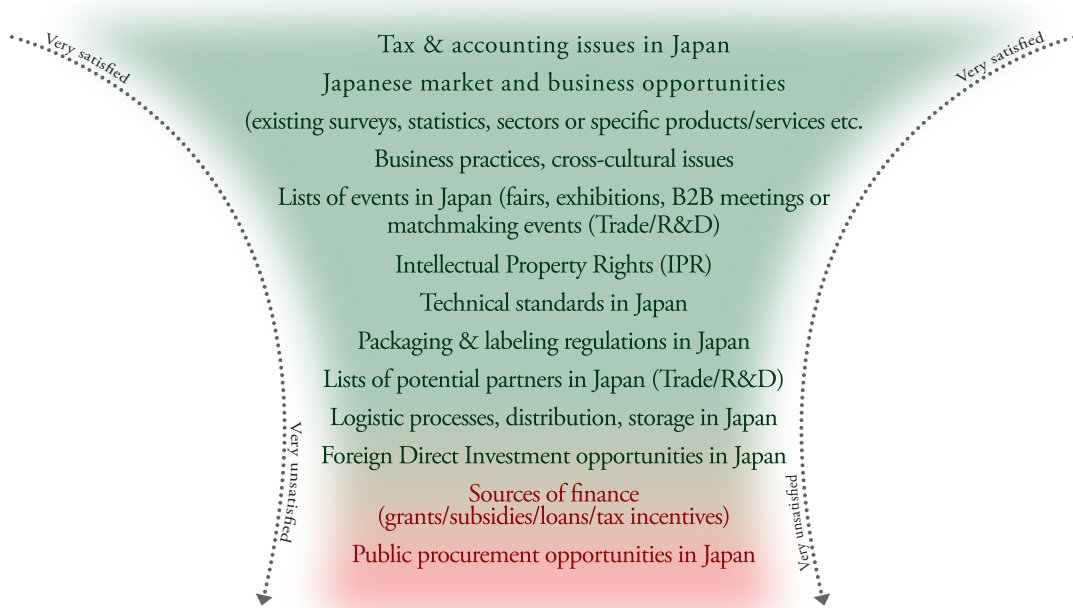 Very satisfied
Very satisfied
Tax & accounting issues in Japan
Japanese market and business opportunities
(existing surveys, statistics, sectors or specific products/services etc.
Business practices, cross-cultural issues
Lists of events in Japan (fairs, exhibitions, B2B meetings or
matchmaking events (Trade/R&D)
Intellectual Property Rights (IPR)
Technical standards in Japan
Packaging & labeling regulations in Japan
Lists of potential partners in Japan (Trade/R&D)
Logistic processes, distribution, storage in Japan
Foreign Direct Investment opportunities in Japan
Sources of finance
(grants/subsidies/loans/tax incentives)
Public procurement opportunities in Japan
Very unsatisfied
Very unsatisfied